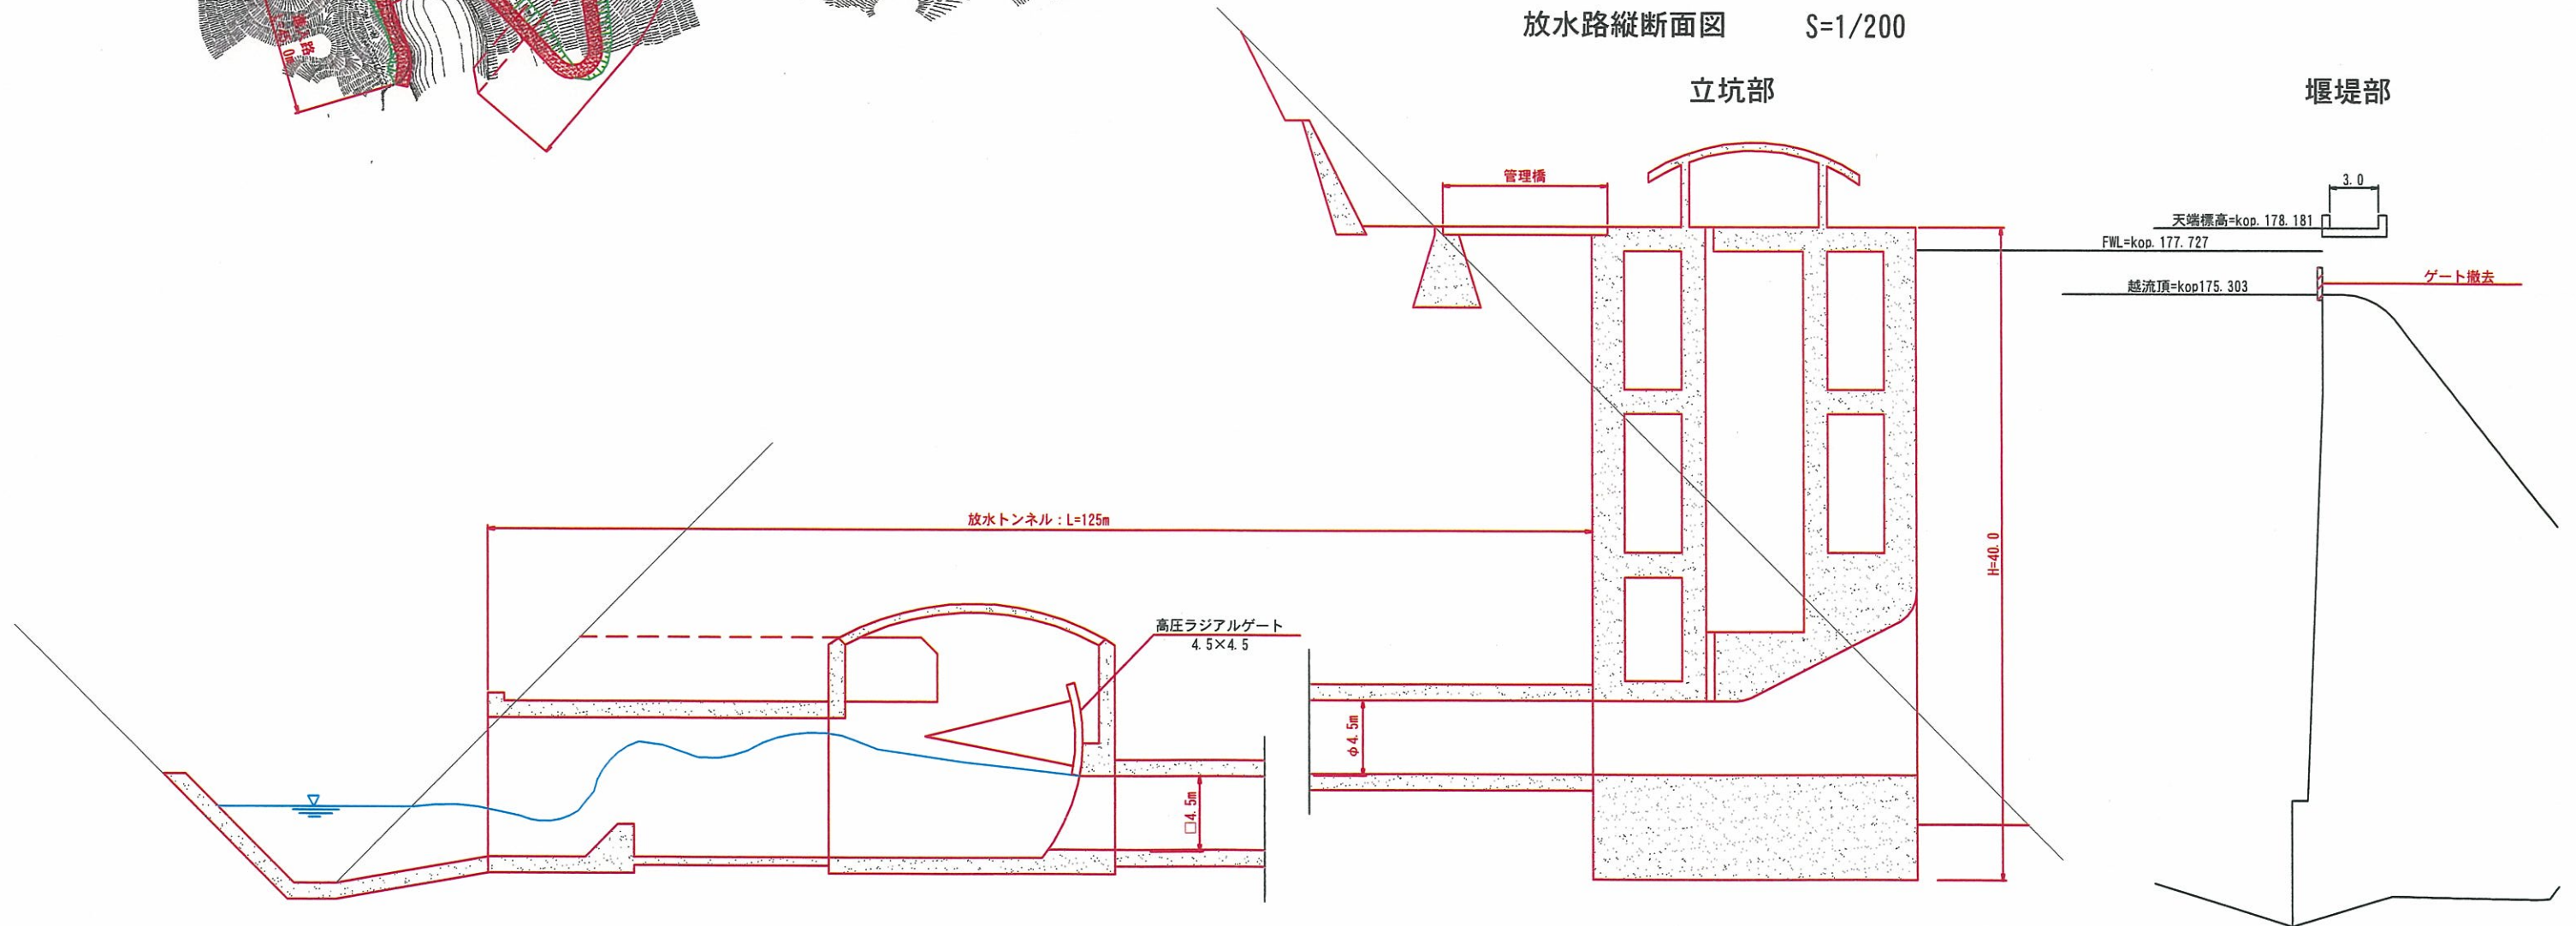 放水路縦断面図 S=1/200
立坑部
堰堤部
管理橋
3.0
天端標高=kop.178.181
FWL=kop.177.727
越流頂=kop175.303
ゲート撤去
放水トンネル：L=125m
H=40.0
高圧ラジアルゲート
4.5×4.5
φ4.5m
□4.5m